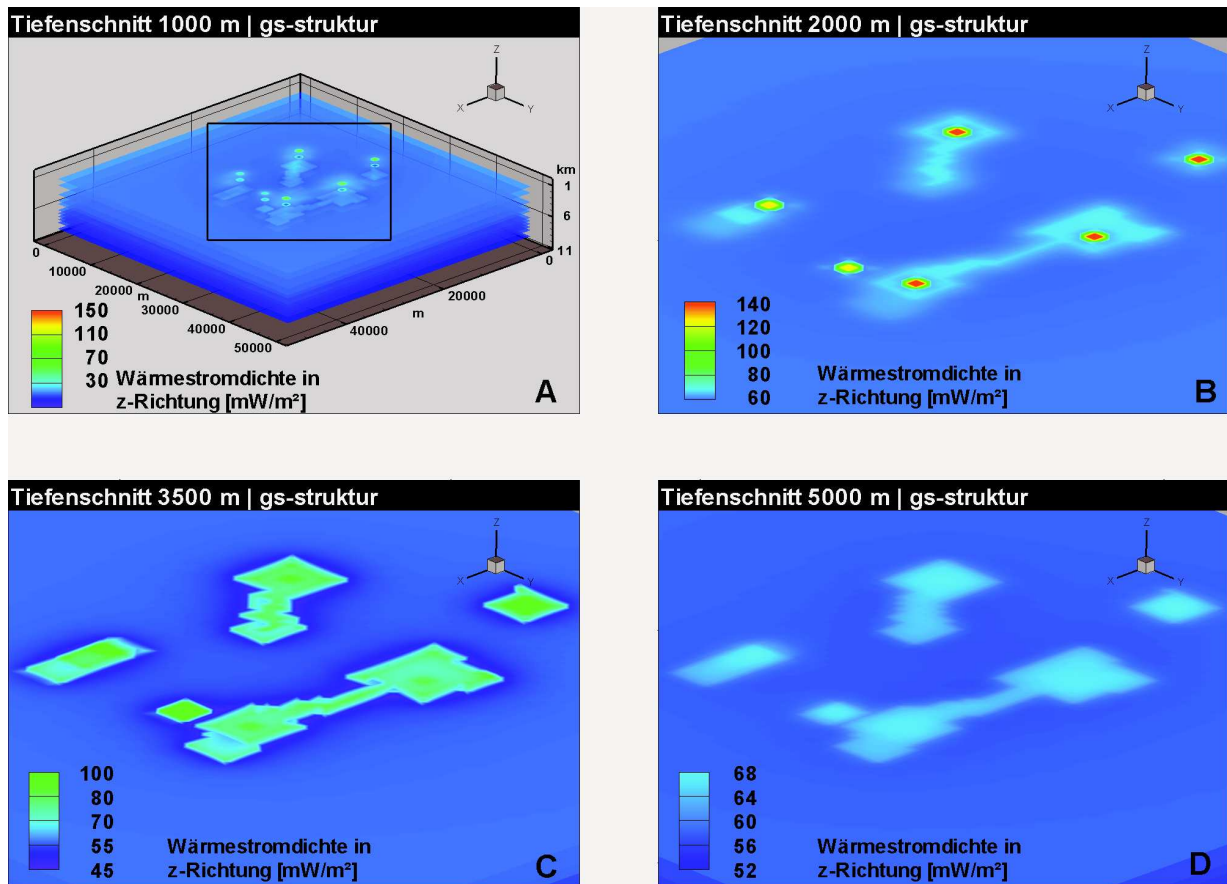 Tiefenschnitt 1000 m | gs-struktur
Z
X
Y
km
1
6
11
0
10000
20000
m
30000
40000
50000
0
20000
m
40000
150
110
70
30
Wärmestromdichte in
z-Richtung [mW/m²]
A
Tiefenschnitt 2000 m | gs-struktur
Z
X
Y
140
120
100
80
60
Wärmestromdichte in
z-Richtung [mW/m²]
B
Tiefenschnitt 3500 m | gs-struktur
Z
X
Y
100
80
70
55
45
Wärmestromdichte in
z-Richtung [mW/m²]
C
Tiefenschnitt 5000 m | gs-struktur
Z
X
Y
68
64
60
56
52
Wärmestromdichte in
z-Richtung [mW/m²]
D